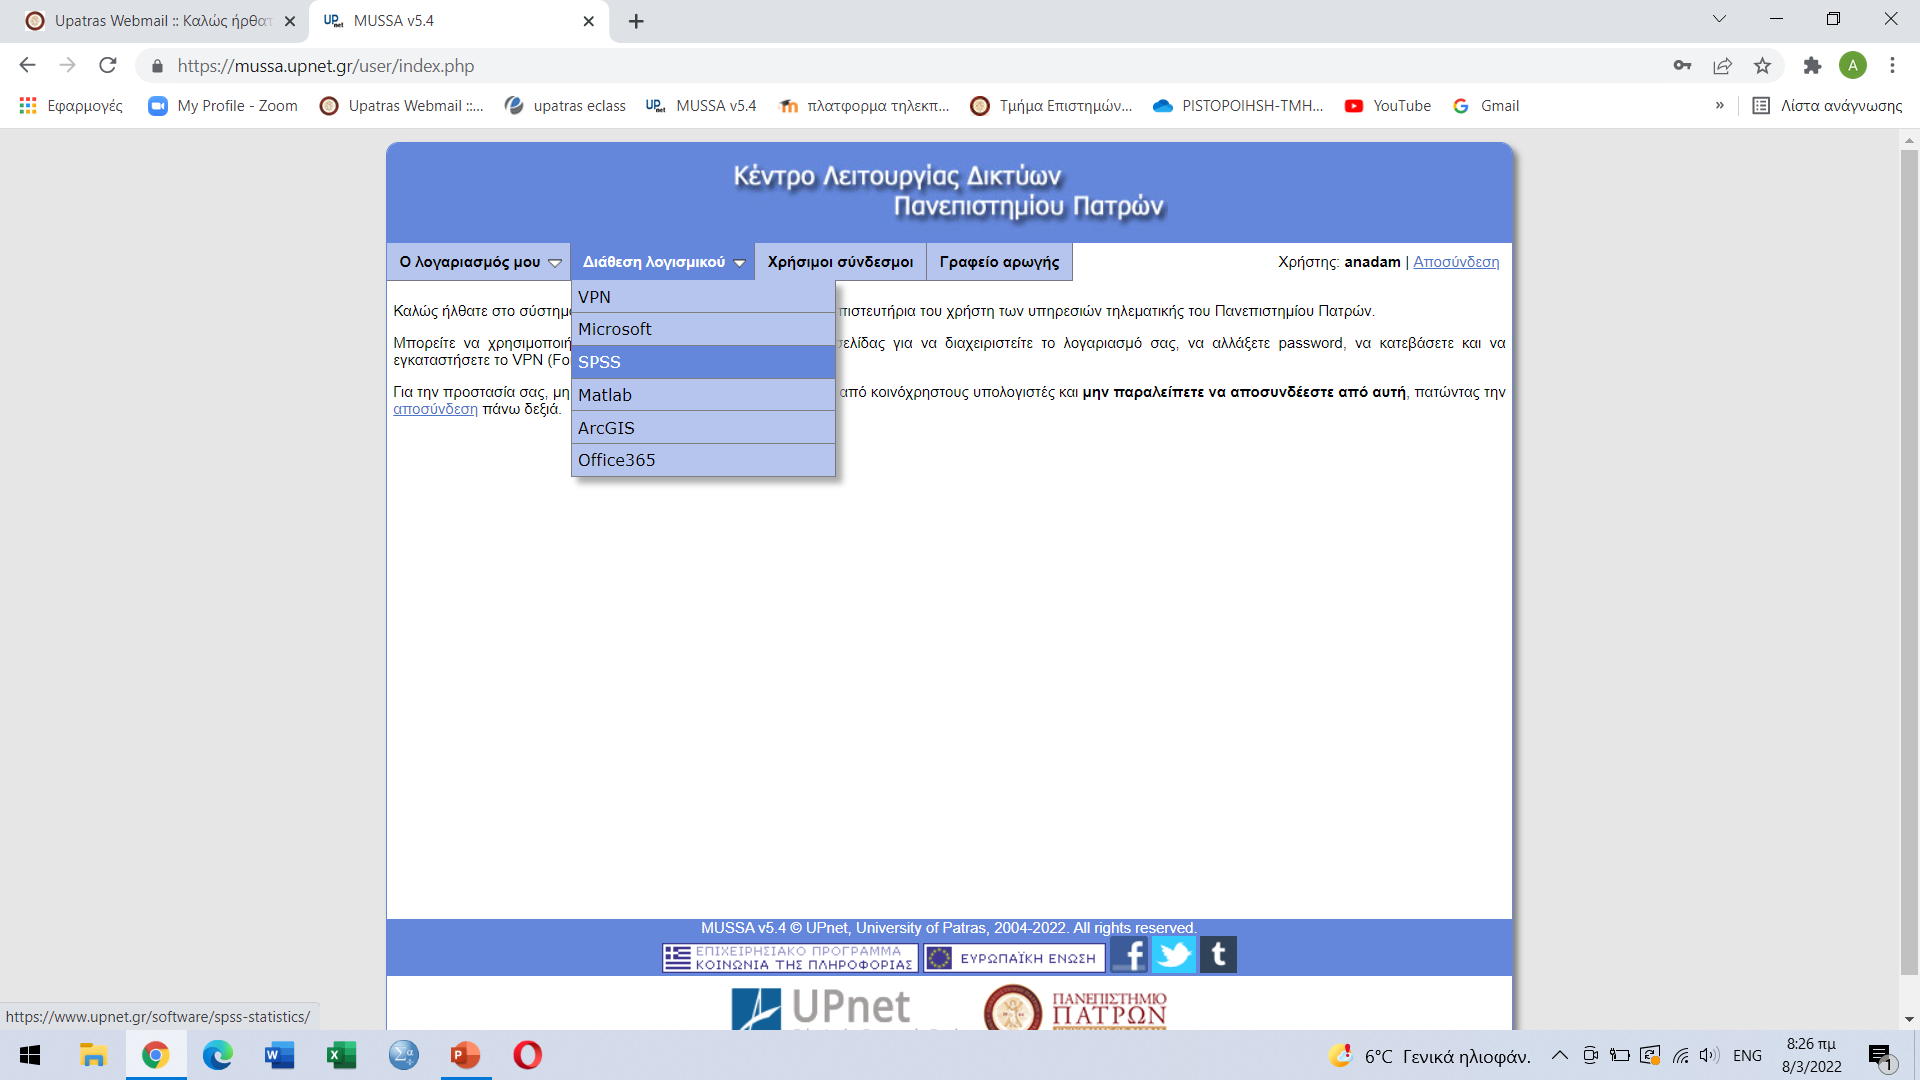 Upatras Webmail :: Καλώς ήρθατ
MUSSA v5.4
https://mussa.upnet.gr/user/index.php
A
Εφαρμογές
My Profile - Zoom
Upatras Webmail ::...
upatras eclass
MUSSA v5.4
πλατφορμα τηλεκπ...
Τμήμα Επιστημών...
PISTOPOIHSH-TMH...
YouTube
Gmail
»
Λίστα ανάγνωσης
Κέντρο Λειτουργίας Δικτύων
Πανεπιστημίου Πατρών
Ο λογαριασμός μου
Διάθεση λογισμικού
Χρήσιμοι σύνδεσμοι
Γραφείο αρωγής
Χρήστης: anadam | Αποσύνδεση
VPN
Microsoft
SPSS
Matlab
ArcGIS
Office365
Καλώς ήλθατε στο σύστημ πιστευτήρια του χρήστη των υπηρεσιών τηλεματικής του Πανεπιστημίου Πατρών.
Μπορείτε να χρησιμοποιή ελίδας για να διαχειριστείτε το λογαριασμό σας, να αλλάξετε password, να κατεβάσετε και να
εγκαταστήσετε το VPN (Fo
Για την προστασία σας, μη από κοινόχρηστους υπολογιστές και μην παραλείπετε να αποσυνδέεστε από αυτή, πατώντας την
αποσύνδεση πάνω δεξιά.
MUSSA v5.4 © UPnet, University of Patras, 2004-2022. All rights reserved.
ΕΠΙΧΕΙΡΗΣΙΑΚΟ ΠΡΟΓΡΑΜΜΑ
ΚΟΙΝΩΝΙΑ ΤΗΣ ΠΛΗΡΟΦΟΡΙΑΣ
ΕΥΡΩΠΑΪΚΗ ΕΝΩΣΗ
UPnet
ΠΑΝΕΠΙΣΤΗΜΙΟ
ΠΑΤΡΩΝ
https://www.upnet.gr/software/spss-statistics/
6°C Γενικά ηλιοφάν.
ENG
8:26 πμ
8/3/2022
1